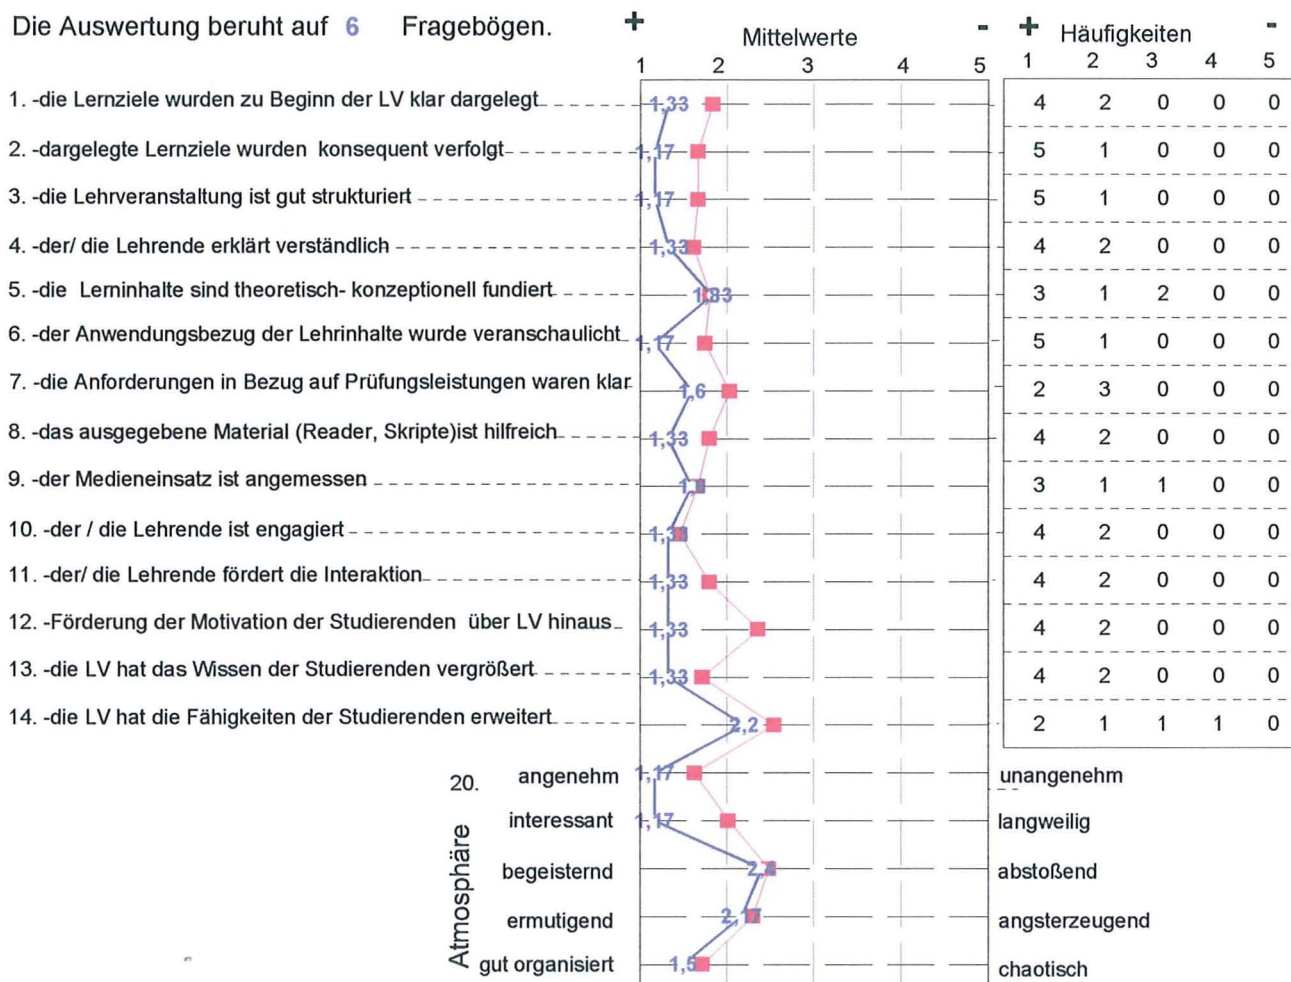 Die Auswertung beruht auf 6 Fragebögen.
+ Mittelwerte - + Häufigkeiten -
1 2 3 4 5 1 2 3 4 5
1. -die Lernziele wurden zu Beginn der LV klar dargelegt 1,33 4 2 0 0 0
2. -dargelegte Lernziele wurden konsequent verfolgt 1,17 5 1 0 0 0
3. -die Lehrveranstaltung ist gut strukturiert 1,17 5 1 0 0 0
4. -der/ die Lehrende erklärt verständlich 1,33 4 2 0 0 0
5. -die Lerninhalte sind theoretisch- konzeptionell fundiert 1,83 3 1 2 0 0
6. -der Anwendungsbezug der Lehrinhalte wurde veranschaulicht 1,17 5 1 0 0 0
7. -die Anforderungen in Bezug auf Prüfungsleistungen waren klar 1,6 2 3 0 0 0
8. -das ausgegebene Material (Reader, Skripte)ist hilfreich 1,33 4 2 0 0 0
9. -der Medieneinsatz ist angemessen 3 1 1 0 0
10. -der / die Lehrende ist engagiert 1,33 4 2 0 0 0
11. -der/ die Lehrende fördert die Interaktion 1,33 4 2 0 0 0
12. -Förderung der Motivation der Studierenden über LV hinaus 1,33 4 2 0 0 0
13. -die LV hat das Wissen der Studierenden vergrößert 1,33 4 2 0 0 0
14. -die LV hat die Fähigkeiten der Studierenden erweitert 2,2 2 1 1 1 0
20. angenehm 1,17 unangenehm
Atmosphäre
interessant 1,17 langweilig
begeisternd abstoßend
ermutigend 2,17 angsterzeugend
gut organisiert 1,5 chaotisch